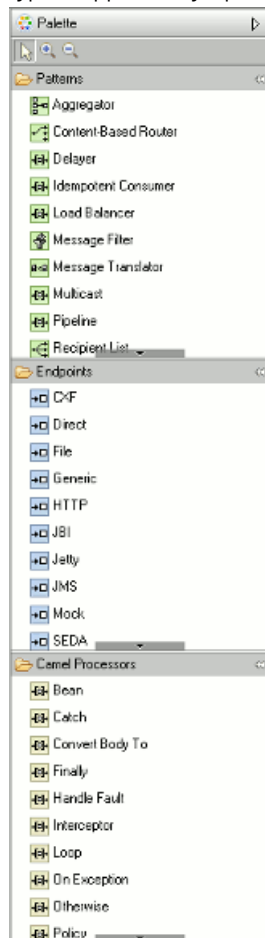 Palette
Patterns
Aggregator
Content-Based Router
Delayer
Idempotent Consumer
Load Balancer
Message Filter
Message Translator
Multicast
Pipeline
Recipient List
Endpoints
CXF
Direct
File
Generic
HTTP
JBI
Jetty
JMS
Mock
SEDA
Camel Processors
Bean
Catch
Convert Body To
Finally
Handle Fault
Interceptor
Loop
On Exception
Otherwise
Policy